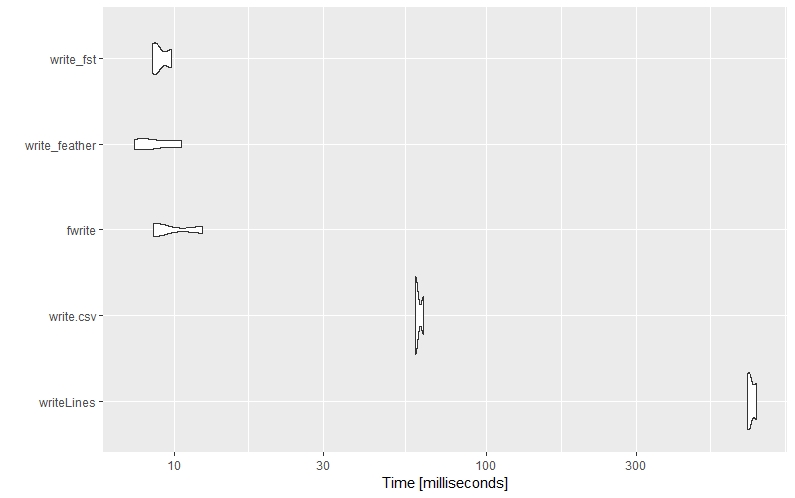 write_fst
write_feather
fwrite
write.csv
writeLines
10 30 100 300
Time [milliseconds]